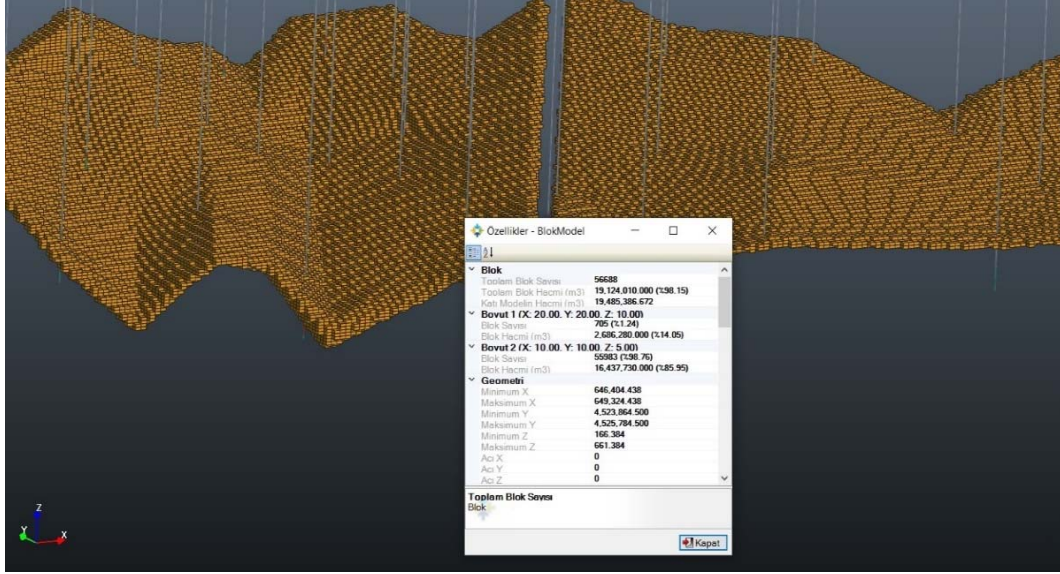 Özellikler - BlokModel
Blok
Toplam Blok Sayısı 56688
Toplam Blok Hacmi (m3) 19,124,010.000 (%98.15)
Katı Modelin Hacmi (m3) 19,485,386.672
Boyut 1 (X: 20.00, Y: 20.00, Z: 10.00)
Blok Sayısı 705 (%1.24)
Blok Hacmi (m3) 2,686,280.000 (%14.05)
Boyut 2 (X: 10.00, Y: 10.00, Z: 5.00)
Blok Sayısı 55983 (%98.76)
Blok Hacmi (m3) 16,437,730.000 (%85.95)
Geometri
Minimum X 646,404.438
Maksimum X 649,324.438
Minimum Y 4,523,864.500
Maksimum Y 4,525,784.500
Minimum Z 166.384
Maksimum Z 661.384
Açı X 0
Açı Y 0
Açı Z 0
Toplam Blok Sayısı
Blok
Kapat
Z
Y
X